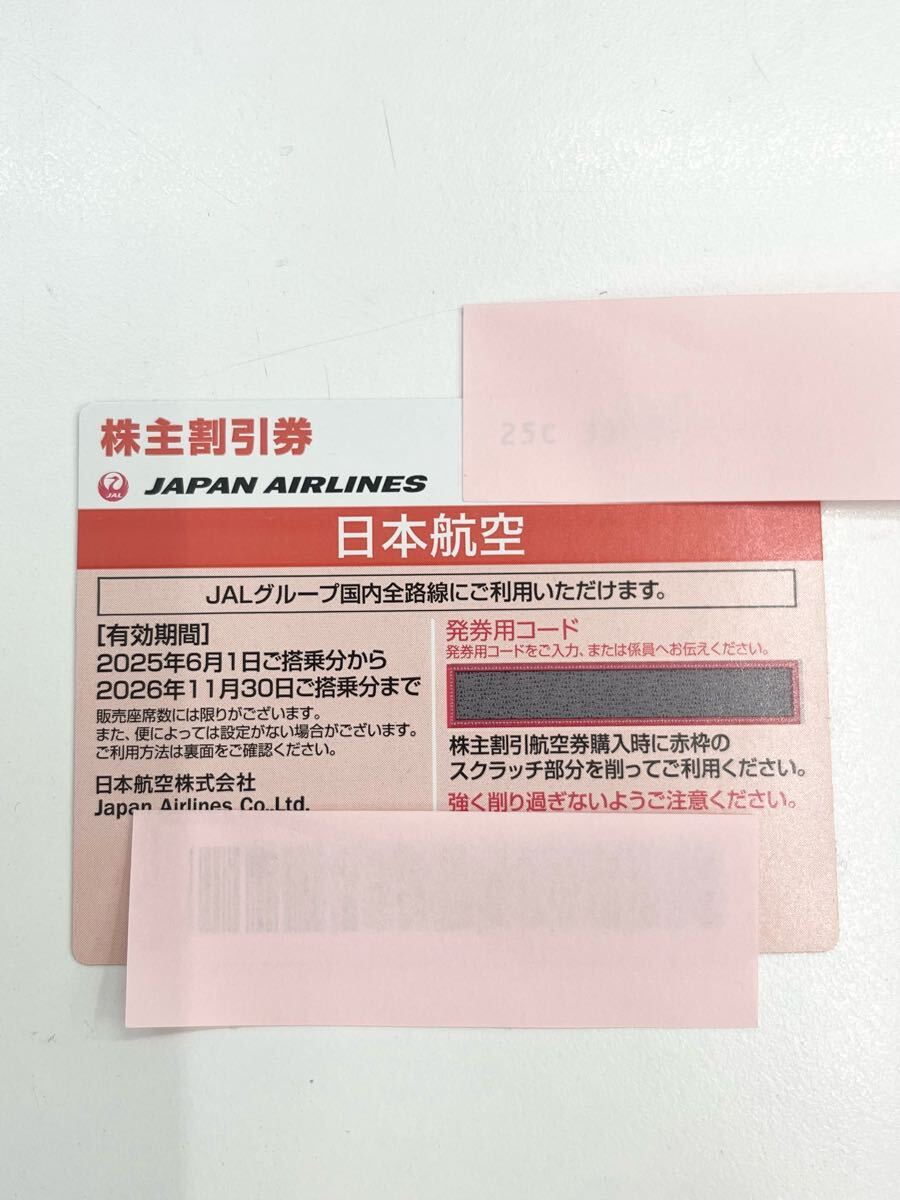 株主割引券
JAL JAPAN AIRLINES
25C
日本航空
JALグループ国内全路線にご利用いただけます。
[有効期間]
2025年6月1日ご搭乗分から
2026年11月30日ご搭乗分まで
販売座席数には限りがございます。
また、便によっては設定がない場合がございます。
ご利用方法は裏面をご確認ください。
日本航空株式会社
Japan Airlines Co.,Ltd.
発券用コード
発券用コードをご入力、または係員へお伝えください。
株主割引航空券購入時に赤枠の
スクラッチ部分を削ってご利用ください。
強く削り過ぎないようご注意ください。